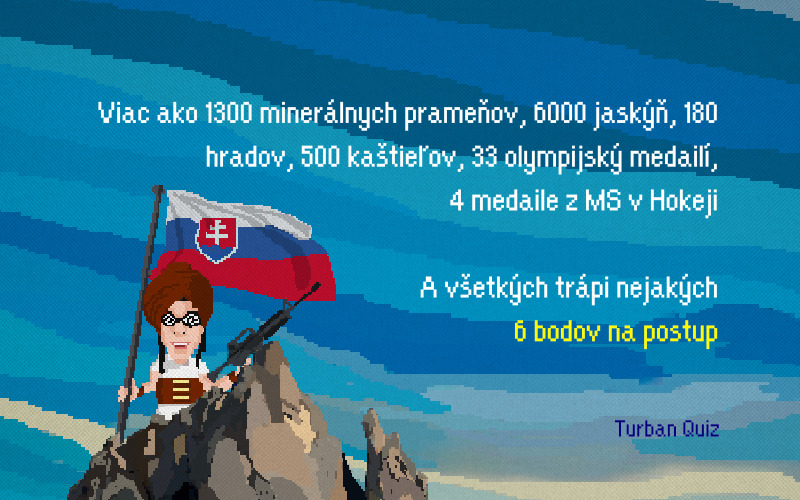 Viac ako 1300 minerálnych prameňov, 6000 jaskýň, 180
hradov, 500 kaštieľov, 33 olympijský medailí,
4 medaile z MS v Hokeji
A všetkých trápi nejakých
6 bodov na postup
Turban Quiz